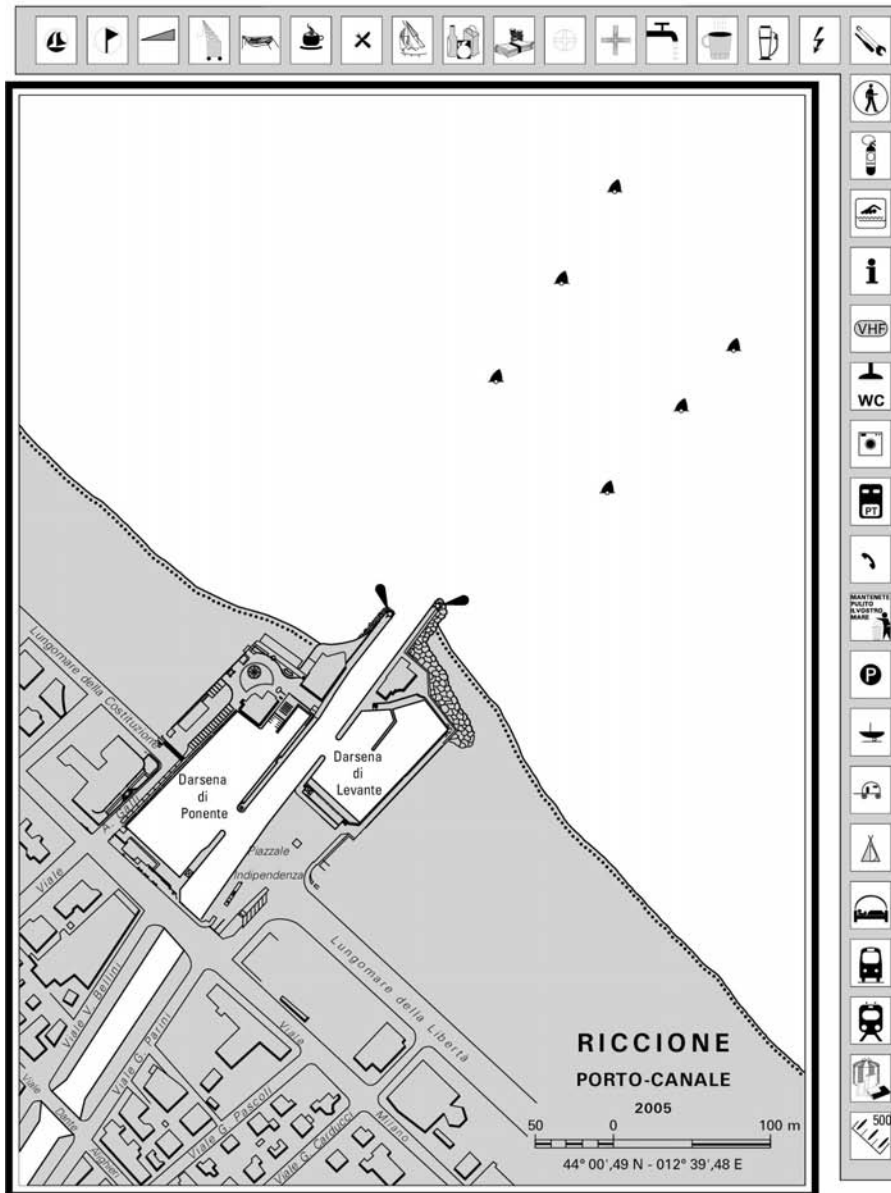 VHF
WC
PT
MANTENETE
PULITO
IL VOSTRO
MARE
P
500
Lungomare della Costituzione
Darsena
di
Ponente
Darsena
di
Levante
A. Galli
Viale
Piazzale
Indipendenza
Viale V. Bellini
Viale G. Parini
Viale
Dante
Alighieri
Viale G. Pascoli
Viale G. Carducci
Viale
Milano
Lungomare della Libertà
RICCIONE
PORTO-CANALE
2005
50 0 100 m
44° 00',49 N - 012° 39',48 E